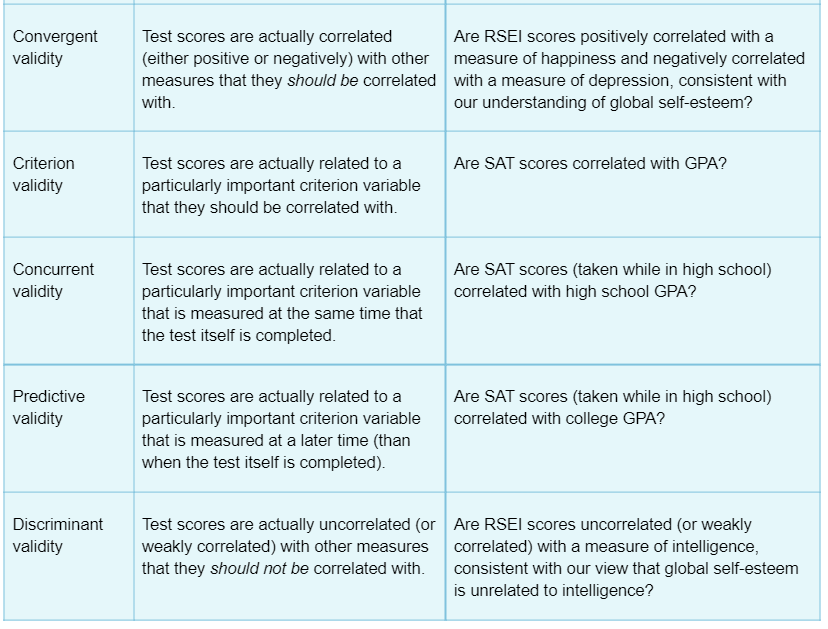 Convergent
validity
Test scores are actually correlated
(either positive or negatively) with other
measures that they should be correlated
with.
Are RSEI scores positively correlated with a
measure of happiness and negatively correlated
with a measure of depression, consistent with
our understanding of global self-esteem?
Criterion
validity
Test scores are actually related to a
particularly important criterion variable
that they should be correlated with.
Are SAT scores correlated with GPA?
Concurrent
validity
Test scores are actually related to a
particularly important criterion variable
that is measured at the same time that
the test itself is completed.
Are SAT scores (taken while in high school)
correlated with high school GPA?
Predictive
validity
Test scores are actually related to a
particularly important criterion variable
that is measured at a later time (than
when the test itself is completed).
Are SAT scores (taken while in high school)
correlated with college GPA?
Discriminant
validity
Test scores are actually uncorrelated (or
weakly correlated) with other measures
that they should not be correlated with.
Are RSEI scores uncorrelated (or weakly
correlated) with a measure of intelligence,
consistent with our view that global self-esteem
is unrelated to intelligence?